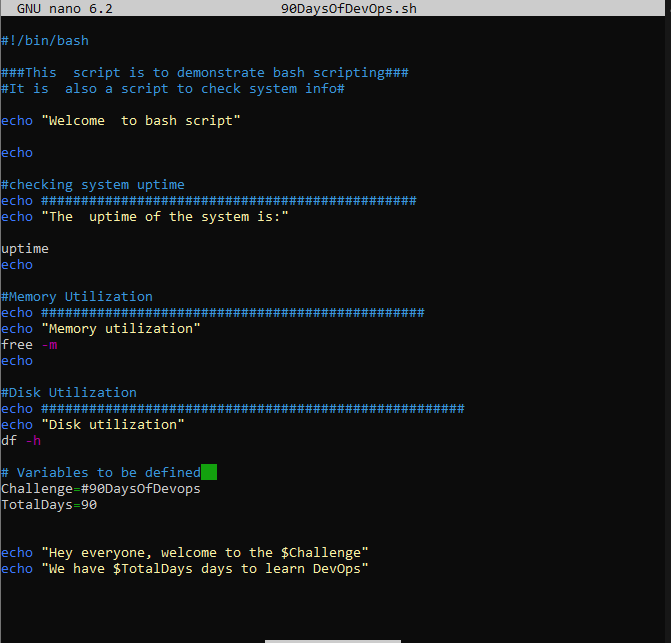 GNU nano 6.2 90DaysOfDevOps.sh
#!/bin/bash
###This  script is to demonstrate bash scripting###
#It is  also a script to check system info#
echo "Welcome  to bash script"
echo
#checking system uptime
echo ###############################################
echo "The  uptime of the system is:"
uptime
echo
#Memory Utilization
echo ################################################
echo "Memory utilization"
free -m
echo
#Disk Utilization
echo #####################################################
echo "Disk utilization"
df -h
# Variables to be defined
Challenge=#90DaysOfDevops
TotalDays=90
echo "Hey everyone, welcome to the $Challenge"
echo "We have $TotalDays days to learn DevOps"